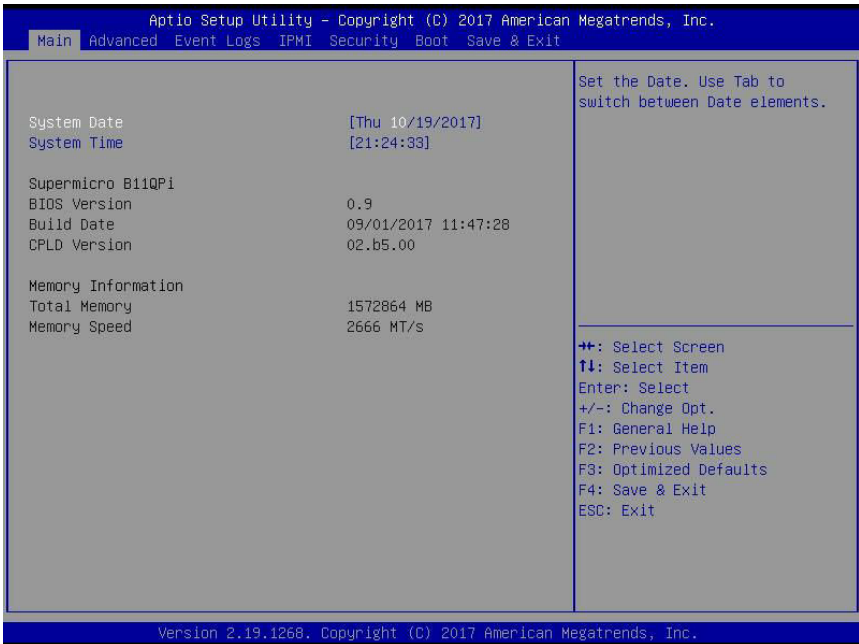 Aptio Setup Utility – Copyright (C) 2017 American Megatrends, Inc.
Main Advanced Event Logs IPMI Security Boot Save & Exit
System Date [Thu 10/19/2017]
System Time [21:24:33]
Supermicro B11QPi
BIOS Version 0.9
Build Date 09/01/2017 11:47:28
CPLD Version 02.b5.00
Memory Information
Total Memory 1572864 MB
Memory Speed 2666 MT/s
Set the Date. Use Tab to
switch between Date elements.
→←: Select Screen
↑↓: Select Item
Enter: Select
+/-: Change Opt.
F1: General Help
F2: Previous Values
F3: Optimized Defaults
F4: Save & Exit
ESC: Exit
Version 2.19.1268. Copyright (C) 2017 American Megatrends, Inc.